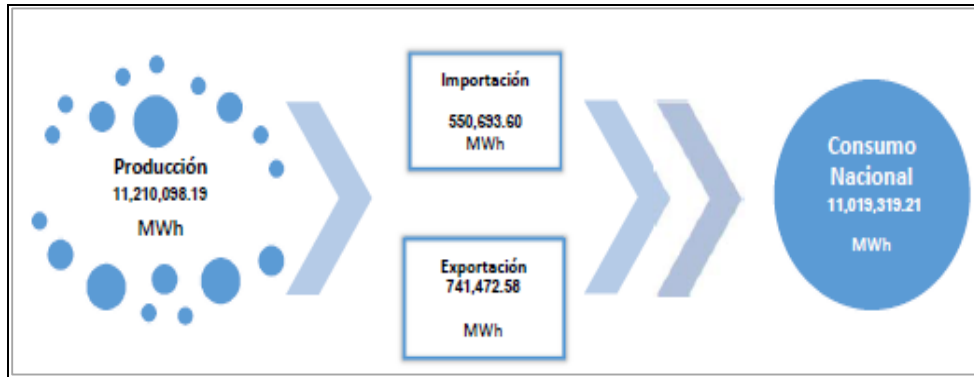 Producción
11,210,098.19
MWh
Importación
550,693.60
MWh
Exportación
741,472.58
MWh
Consumo
Nacional
11,019,319.21
MWh